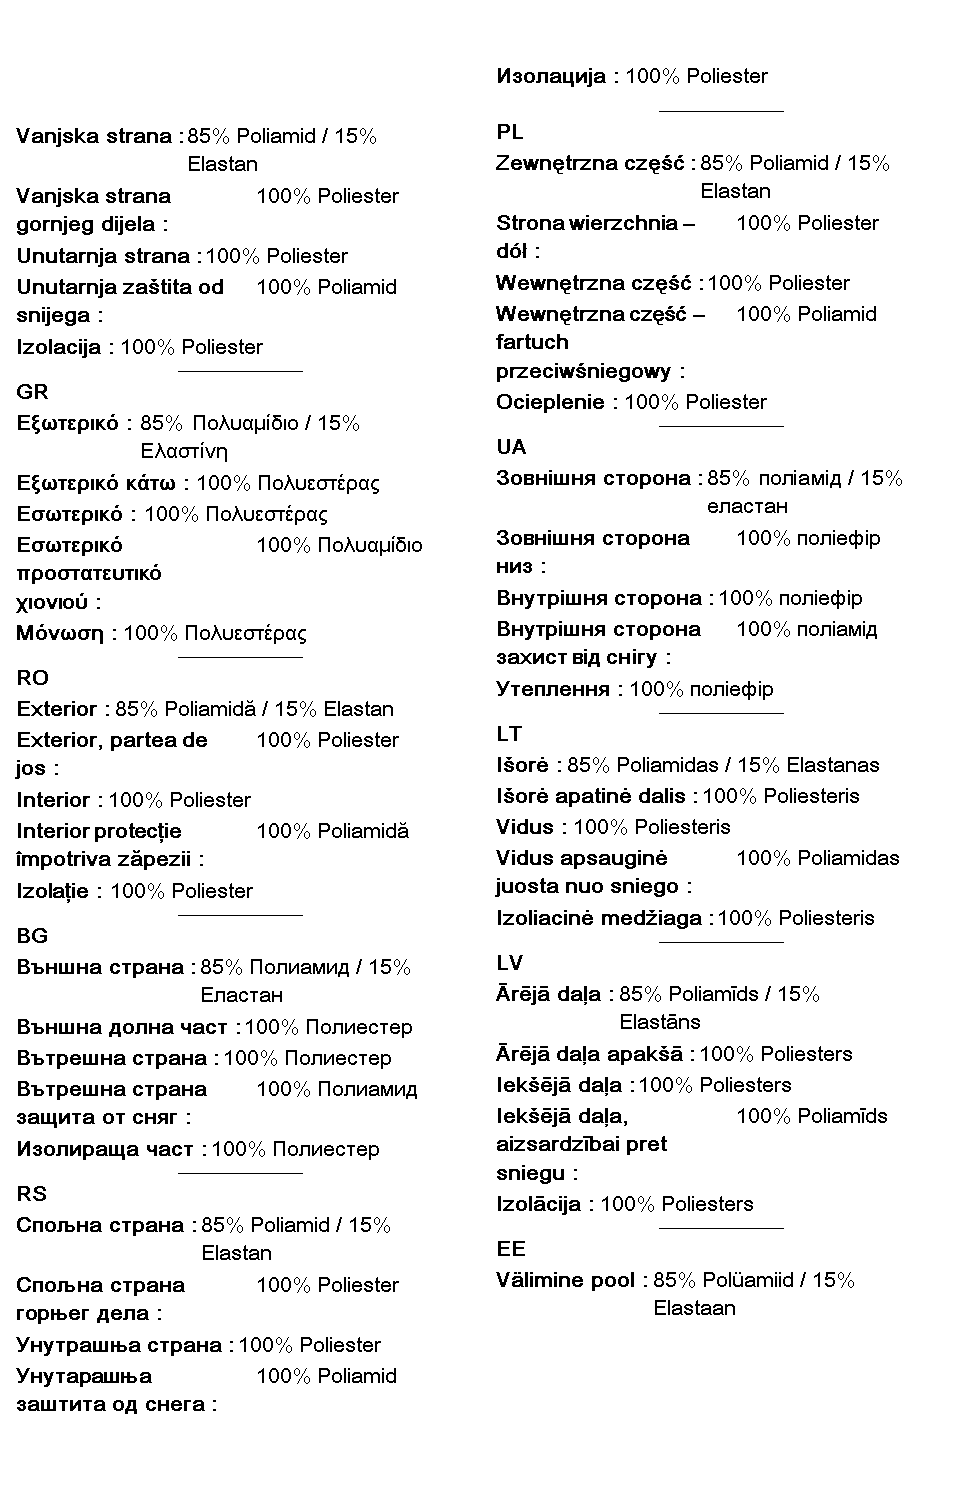 Vanjska strana : 85% Poliamid / 15%
Elastan
Vanjska strana 100% Poliester
gornjeg dijela :
Unutarnja strana : 100% Poliester
Unutarnja zaštita od 100% Poliamid
snijega :
Izolacija : 100% Poliester
GR
Εξωτερικό : 85% Πολυαμίδιο / 15%
Ελαστίνη
Εξωτερικό κάτω : 100% Πολυεστέρας
Εσωτερικό : 100% Πολυεστέρας
Εσωτερικό 100% Πολυαμίδιο
προστατευτικό
χιονιού :
Μόνωση : 100% Πολυεστέρας
RO
Exterior : 85% Poliamidă / 15% Elastan
Exterior, partea de 100% Poliester
jos :
Interior : 100% Poliester
Interior protecție 100% Poliamidă
împotriva zăpezii :
Izolație : 100% Poliester
BG
Външна страна : 85% Полиамид / 15%
Еластан
Външна долна част : 100% Полиестер
Вътрешна страна : 100% Полиестер
Вътрешна страна 100% Полиамид
защита от сняг :
Изолираща част : 100% Полиестер
RS
Спољна страна : 85% Poliamid / 15%
Elastan
Спољна страна 100% Poliester
горњег дела :
Унутрашња страна : 100% Poliester
Унутарашња 100% Poliamid
заштита од снега :
Изолација : 100% Poliester
PL
Zewnętrzna część : 85% Poliamid / 15%
Elastan
Strona wierzchnia – 100% Poliester
dół :
Wewnętrzna część : 100% Poliester
Wewnętrzna część – 100% Poliamid
fartuch
przeciwśniegowy :
Ocieplenie : 100% Poliester
UA
Зовнішня сторона : 85% поліамід / 15%
еластан
Зовнішня сторона 100% поліефір
низ :
Внутрішня сторона : 100% поліефір
Внутрішня сторона 100% поліамід
захист від снігу :
Утеплення : 100% поліефір
LT
Išorė : 85% Poliamidas / 15% Elastanas
Išorė apatinė dalis : 100% Poliesteris
Vidus : 100% Poliesteris
Vidus apsauginė 100% Poliamidas
juosta nuo sniego :
Izoliacinė medžiaga : 100% Poliesteris
LV
Ārējā daļa : 85% Poliamīds / 15%
Elastāns
Ārējā daļa apakšā : 100% Poliesters
Iekšējā daļa : 100% Poliesters
Iekšējā daļa, 100% Poliamīds
aizsardzībai pret
sniegu :
Izolācija : 100% Poliesters
EE
Välimine pool : 85% Polüamiid / 15%
Elastaan